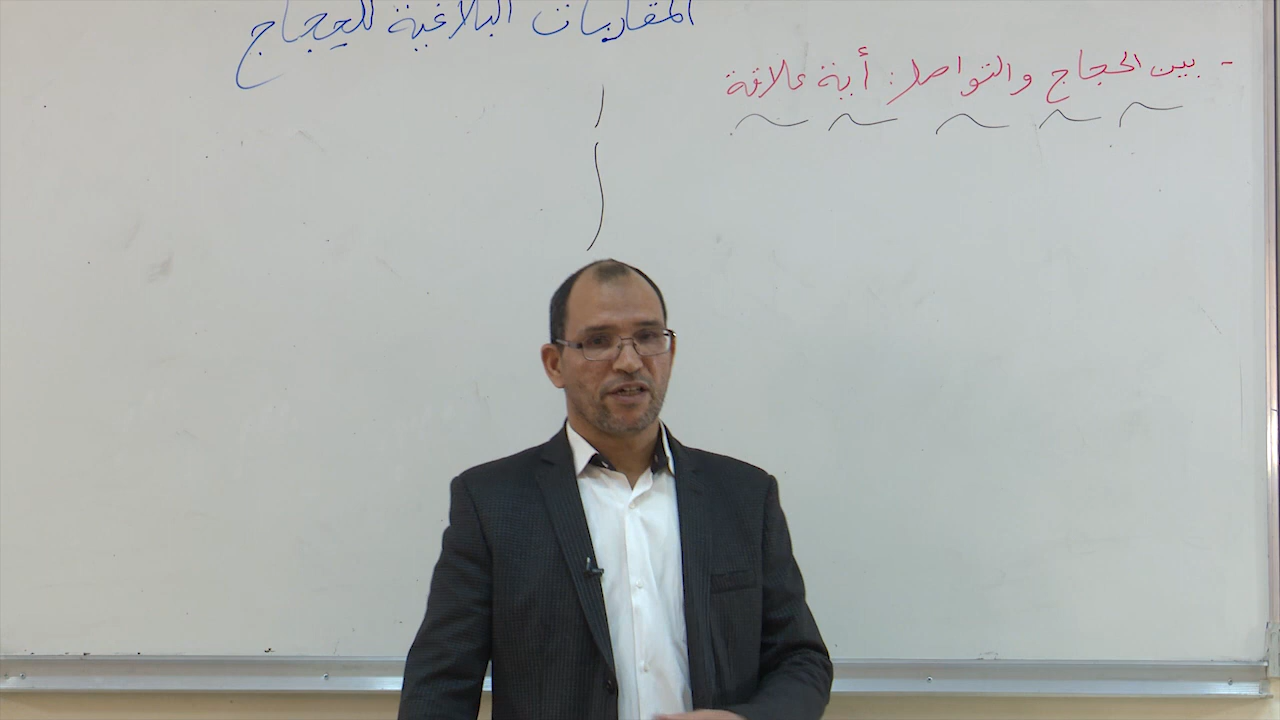 المقاربات البلاغية للحجاج
- بين الحجاج والتواصل: أية علاقة